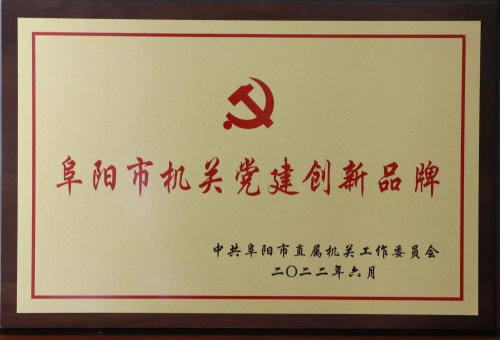 阜阳市机关党建创新品牌
中共阜阳市直属机关工作委员会
二〇二二年六月